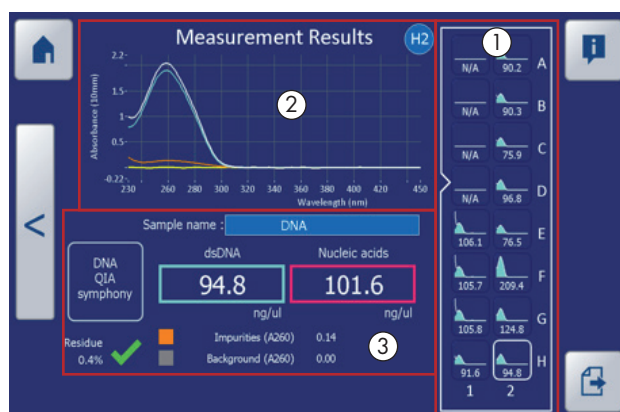 Measurement Results
H2
1
2.2
1.5
1
0.5
-0.22
Absorbance (10mm)
2
230 260 280 300 320 340 360 380 400 420 450
Wavelength (nm)
N/A 90.2 A
N/A 90.3 B
N/A 75.9 C
N/A 96.8 D
106.1 76.5 E
105.7 209.4 F
105.8 124.8 G
91.6 94.8 H
1 2
<
Sample name : DNA
DNA
QIA
symphony
dsDNA Nucleic acids
94.8 101.6
ng/ul ng/ul
Residue
0.4%
Impurities (A260) 0.14
Background (A260) 0.00
3
i